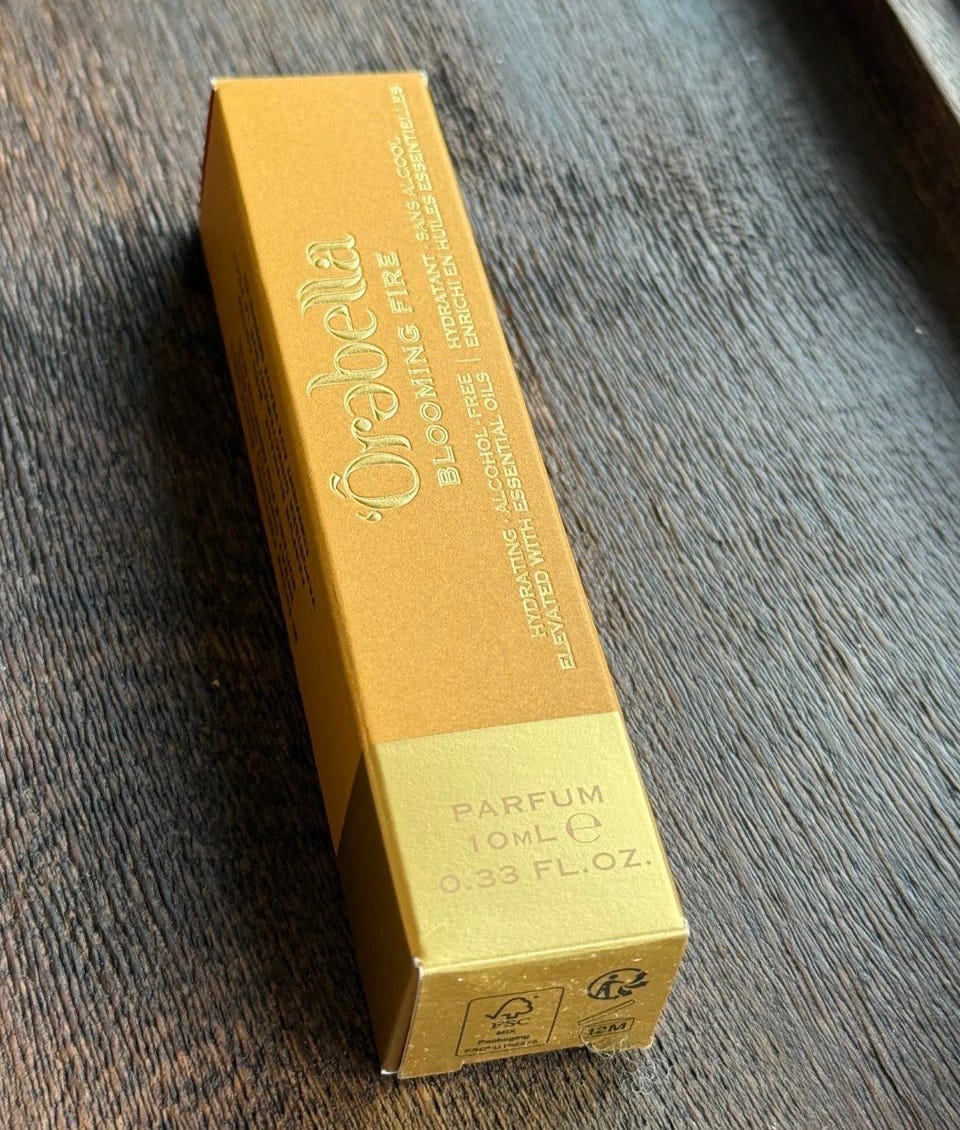 Ôrəbella
BLOOMING FIRE
HYDRATING · ALCOHOL-FREE | HYDRATANT · SANS ALCOOL
ELEVATED WITH ESSENTIAL OILS | ENRICHI EN HUILES ESSENTIELLES
PARFUM
10ML ℮
0.33 FL.OZ.
FSC
MIX
Packaging
12M